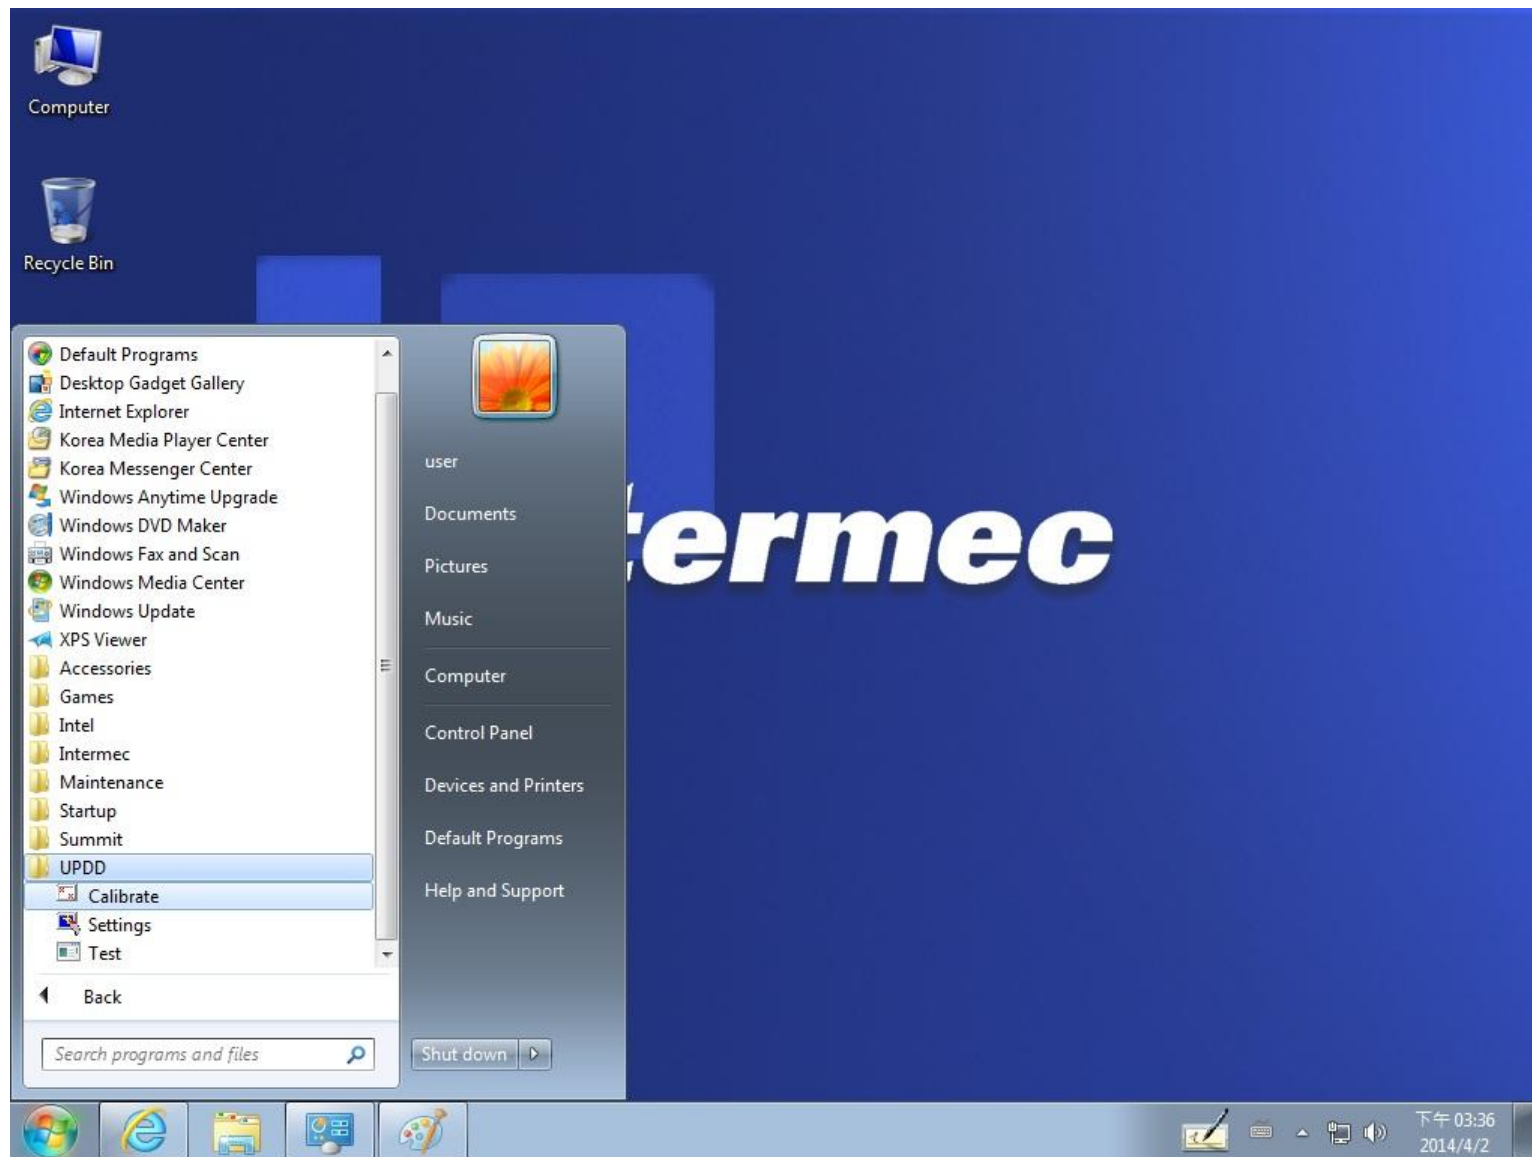 Computer
Recycle Bin
Default Programs
Desktop Gadget Gallery
Internet Explorer
Korea Media Player Center
Korea Messenger Center
Windows Anytime Upgrade
Windows DVD Maker
Windows Fax and Scan
Windows Media Center
Windows Update
XPS Viewer
Accessories
Games
Intel
Intermec
Maintenance
Startup
Summit
UPDD
Calibrate
Settings
Test
Back
Search programs and files
user
Documents
Pictures
Music
Computer
Control Panel
Devices and Printers
Default Programs
Help and Support
Shut down
termec
下午 03:36
2014/4/2